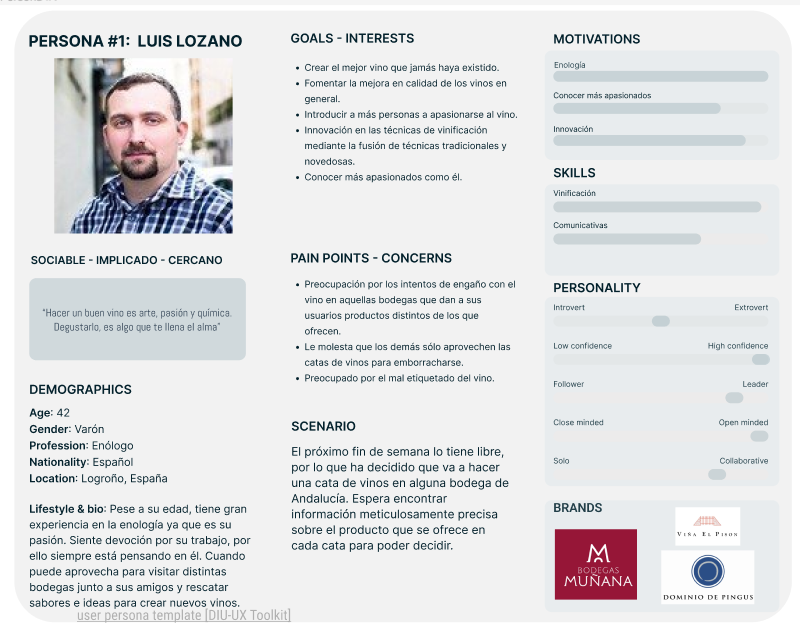 PERSONA #1: LUIS LOZANO
SOCIABLE - IMPLICADO - CERCANO
"Hacer un buen vino es arte, pasión y química.
Degustarlo, es algo que te llena el alma"
DEMOGRAPHICS
Age: 42
Gender: Varón
Profession: Enólogo
Nationality: Español
Location: Logroño, España
Lifestyle & bio: Pese a su edad, tiene gran
experiencia en la enología ya que es su
pasión. Siente devoción por su trabajo, por
ello siempre está pensando en él. Cuando
puede aprovecha para visitar distintas
bodegas junto a sus amigos y rescatar
sabores e ideas para crear nuevos vinos.
user persona template [DIU-UX Toolkit]
GOALS - INTERESTS
• Crear el mejor vino que jamás haya existido.
• Fomentar la mejora en calidad de los vinos en
general.
• Introducir a más personas a apasionarse al vino.
• Innovación en las técnicas de vinificación
mediante la fusión de técnicas tradicionales y
novedosas.
• Conocer más apasionados como él.
PAIN POINTS - CONCERNS
• Preocupación por los intentos de engaño con el
vino en aquellas bodegas que dan a sus
usuarios productos distintos de los que
ofrecen.
• Le molesta que los demás sólo aprovechen las
catas de vinos para emborracharse.
• Preocupado por el mal etiquetado del vino.
SCENARIO
El próximo fin de semana lo tiene libre,
por lo que ha decidido que va a hacer
una cata de vinos en alguna bodega de
Andalucía. Espera encontrar
información meticulosamente precisa
sobre el producto que se ofrece en
cada cata para poder decidir.
MOTIVATIONS
Enología
Conocer más apasionados
Innovación
SKILLS
Vinificación
Comunicativas
PERSONALITY
Introvert Extrovert
Low confidence High confidence
Follower Leader
Close minded Open minded
Solo Collaborative
BRANDS
BODEGAS
MUÑANA
VIÑA EL PISON
DOMINIO DE PINGUS